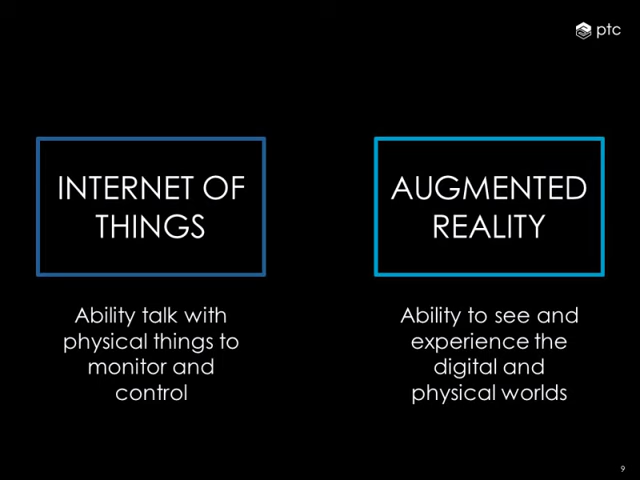 ptc
INTERNET OF
THINGS
Ability talk with
physical things to
monitor and
control
AUGMENTED
REALITY
Ability to see and
experience the
digital and
physical worlds
9